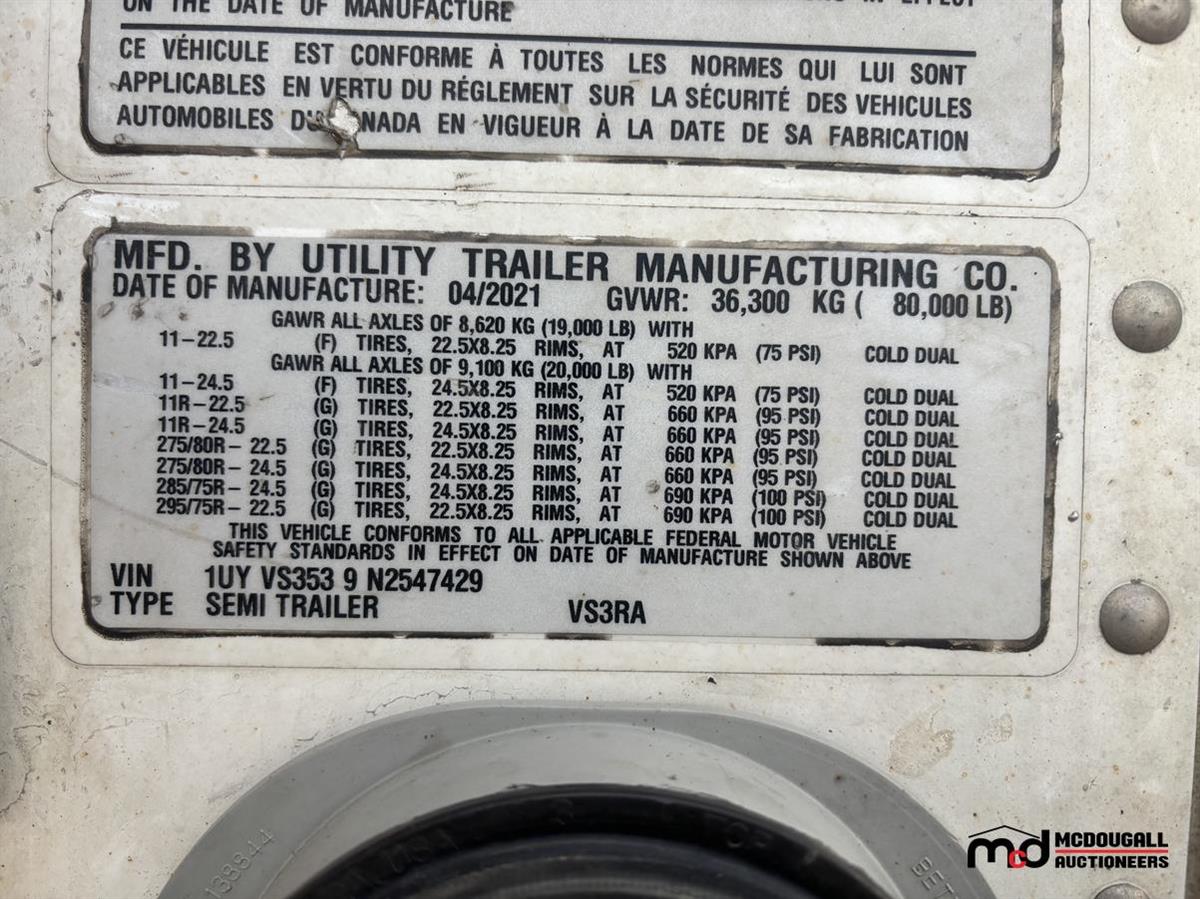 ON THE DATE OF MANUFACTURE IN EFFECT
CE VÉHICULE EST CONFORME À TOUTES LES NORMES QUI LUI SONT
APPLICABLES EN VERTU DU RÉGLEMENT SUR LA SÉCURITÉ DES VEHICULES
AUTOMOBILES DU NADA EN VIGUEUR À LA DATE DE SA FABRICATION
MFD. BY UTILITY TRAILER MANUFACTURING CO.
DATE OF MANUFACTURE: 04/2021 GVWR: 36,300 KG ( 80,000 LB)
GAWR ALL AXLES OF 8,620 KG (19,000 LB) WITH
11-22.5 (F) TIRES, 22.5X8.25 RIMS, AT 520 KPA (75 PSI) COLD DUAL
GAWR ALL AXLES OF 9,100 KG (20,000 LB) WITH
11-24.5 (F) TIRES, 24.5X8.25 RIMS, AT 520 KPA (75 PSI) COLD DUAL
11R-22.5 (G) TIRES, 22.5X8.25 RIMS, AT 660 KPA (95 PSI) COLD DUAL
11R-24.5 (G) TIRES, 24.5X8.25 RIMS, AT 660 KPA (95 PSI) COLD DUAL
275/80R- 22.5 (G) TIRES, 22.5X8.25 RIMS, AT 660 KPA (95 PSI) COLD DUAL
275/80R- 24.5 (G) TIRES, 24.5X8.25 RIMS, AT 660 KPA (95 PSI) COLD DUAL
285/75R- 24.5 (G) TIRES, 24.5X8.25 RIMS, AT 690 KPA (100 PSI) COLD DUAL
295/75R- 22.5 (G) TIRES, 22.5X8.25 RIMS, AT 690 KPA (100 PSI) COLD DUAL
THIS VEHICLE CONFORMS TO ALL APPLICABLE FEDERAL MOTOR VEHICLE
SAFETY STANDARDS IN EFFECT ON DATE OF MANUFACTURE SHOWN ABOVE
VIN 1UY VS353 9 N2547429
TYPE SEMI TRAILER VS3RA
138844
TOP
BET
mcd MCDOUGALL
AUCTIONEERS